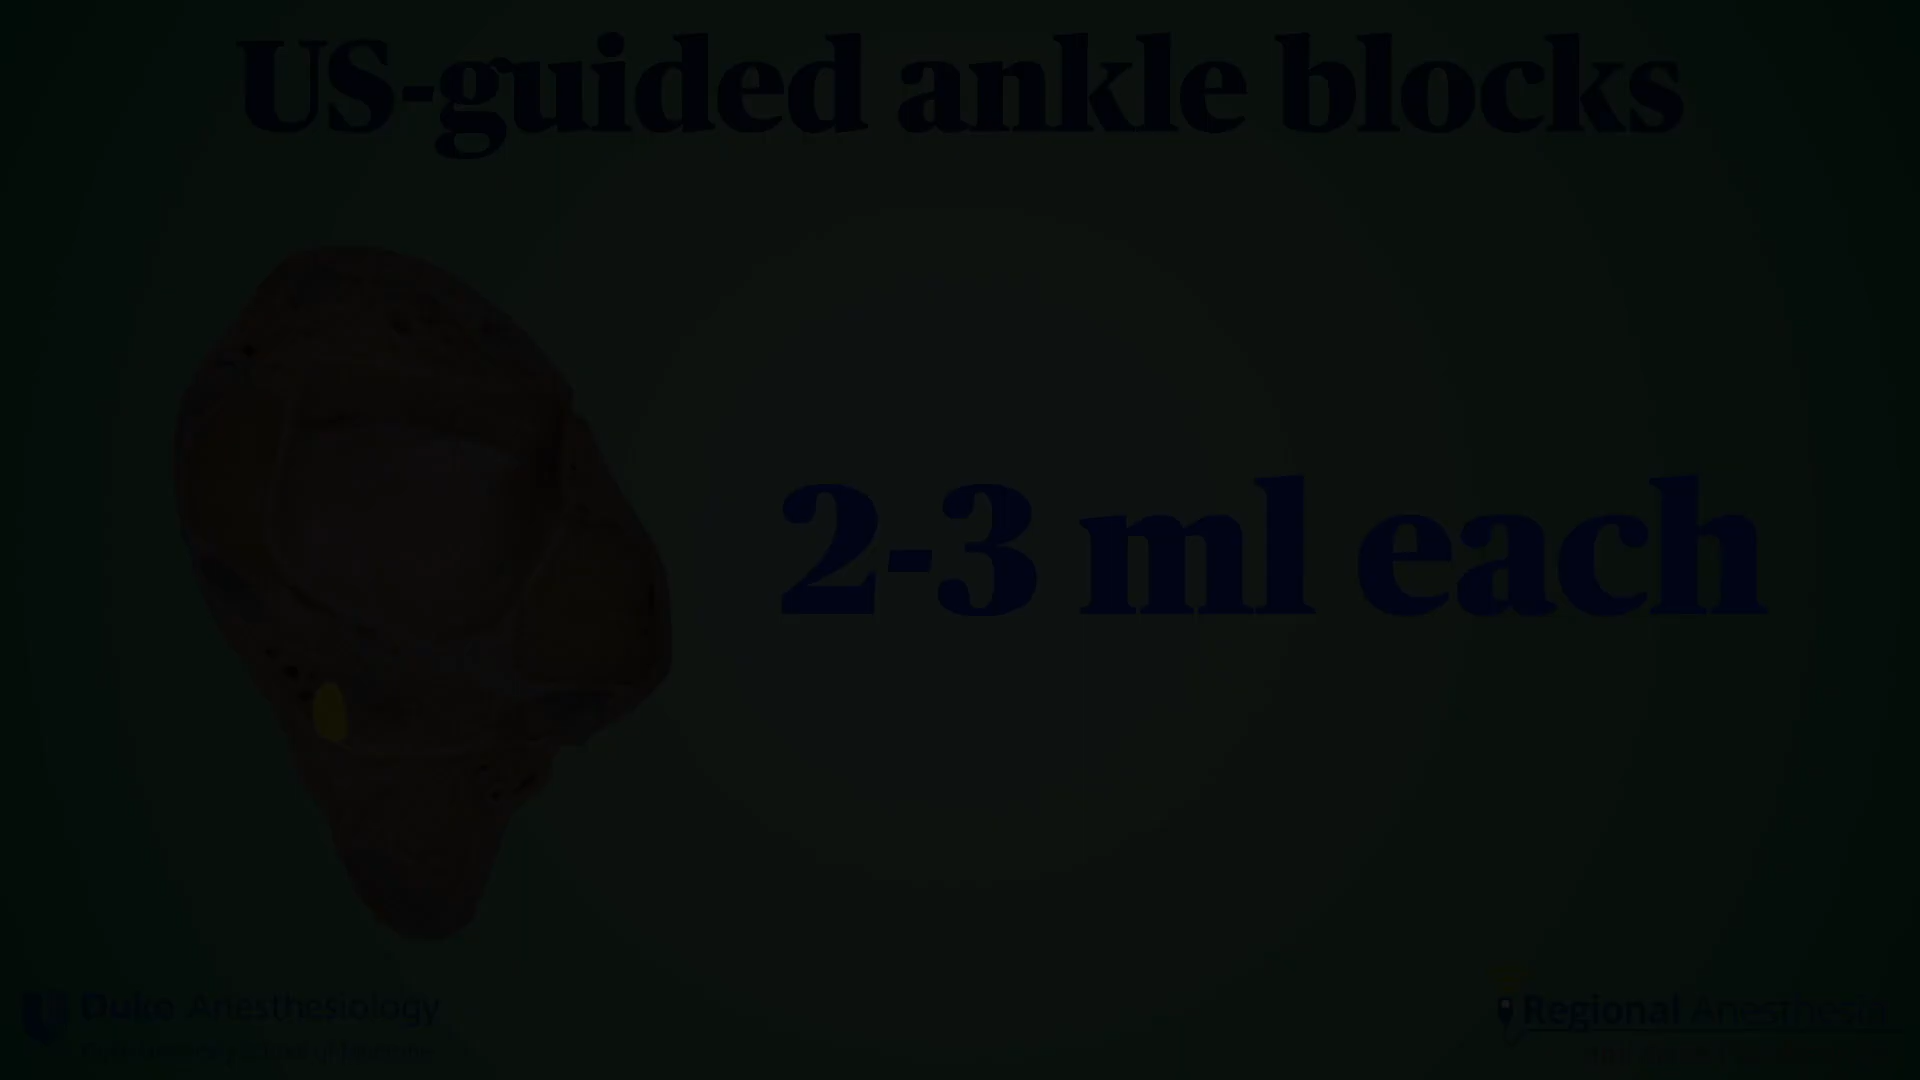 US-guided ankle blocks
2-3 ml each
Duke Anesthesiology
Regional Anesthesia